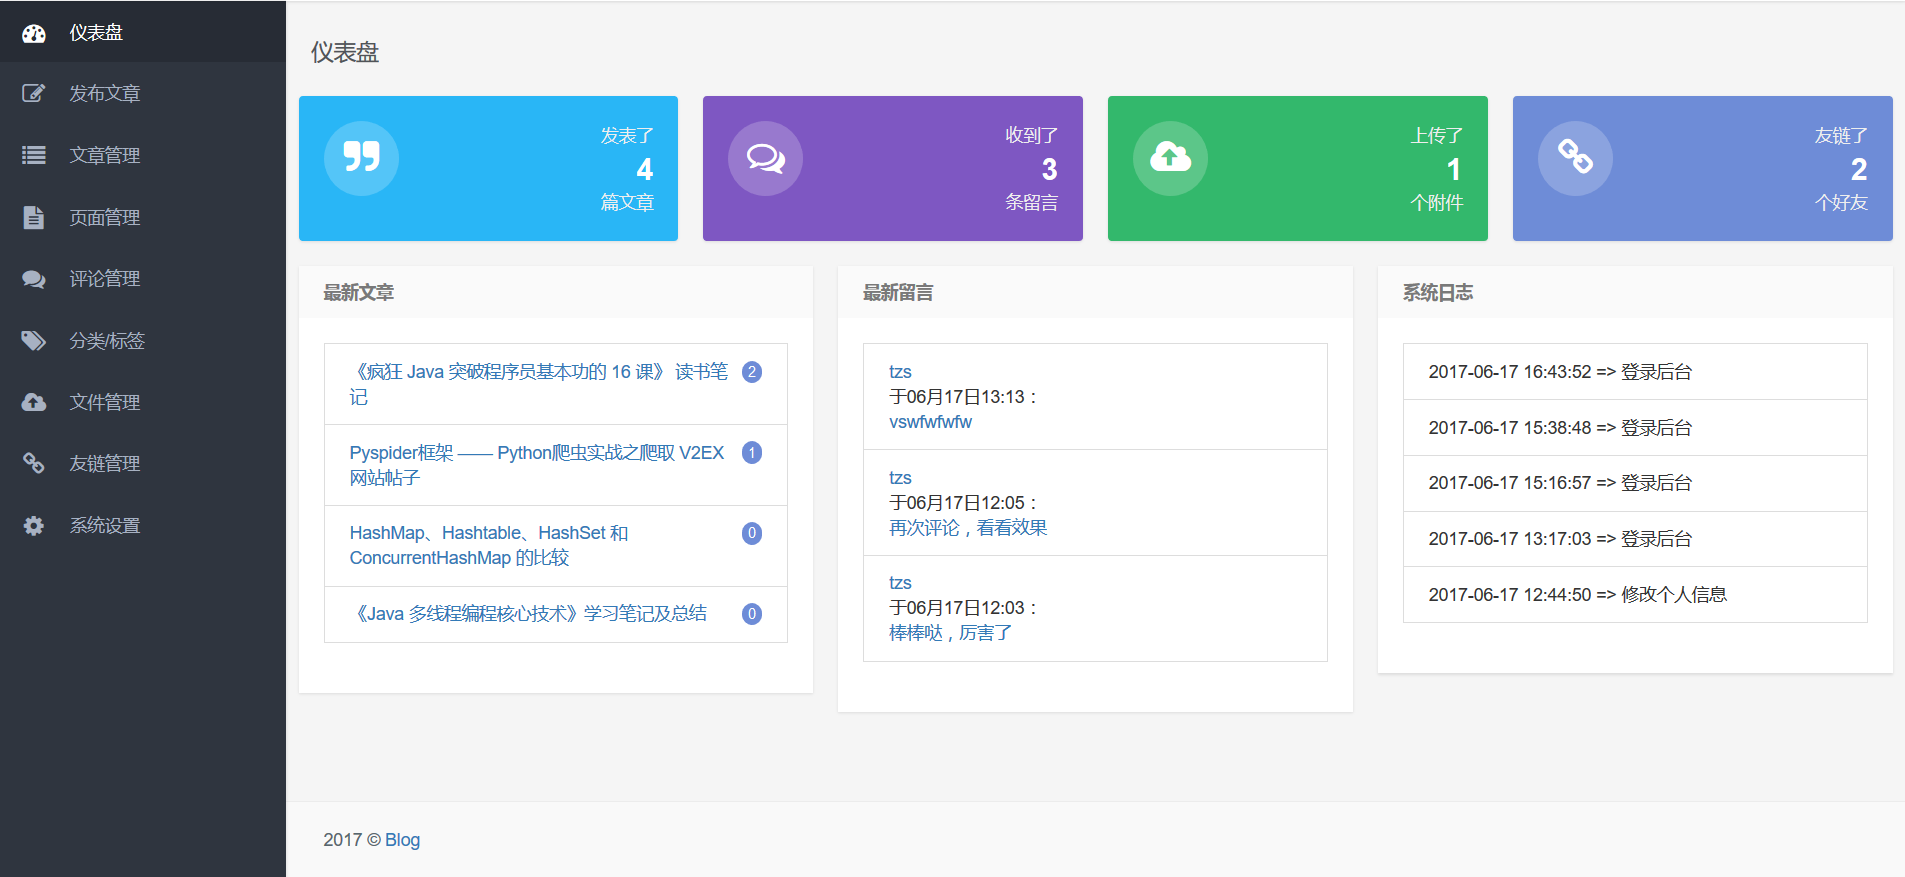 仪表盘
发布文章
文章管理
页面管理
评论管理
分类/标签
文件管理
友链管理
系统设置
仪表盘
发表了
4
篇文章
收到了
3
条留言
上传了
1
个附件
友链了
2
个好友
最新文章
《疯狂 Java 突破程序员基本功的 16 课》 读书笔 2
记
Pyspider框架 —— Python爬虫实战之爬取 V2EX 1
网站帖子
HashMap、Hashtable、HashSet 和 0
ConcurrentHashMap 的比较
《Java 多线程编程核心技术》学习笔记及总结 0
最新留言
tzs
于06月17日13:13：
vswfwfwfw
tzs
于06月17日12:05：
再次评论，看看效果
tzs
于06月17日12:03：
棒棒哒，厉害了
系统日志
2017-06-17 16:43:52 => 登录后台
2017-06-17 15:38:48 => 登录后台
2017-06-17 15:16:57 => 登录后台
2017-06-17 13:17:03 => 登录后台
2017-06-17 12:44:50 => 修改个人信息
2017 © Blog